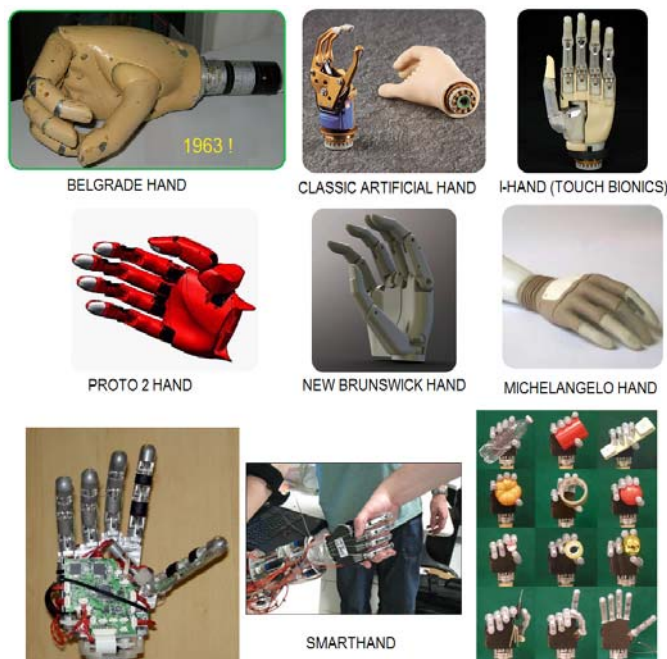 1963 !
BELGRADE HAND
CLASSIC ARTIFICIAL HAND
I-HAND (TOUCH BIONICS)
PROTO 2 HAND
NEW BRUNSWICK HAND
MICHELANGELO HAND
SMARTHAND